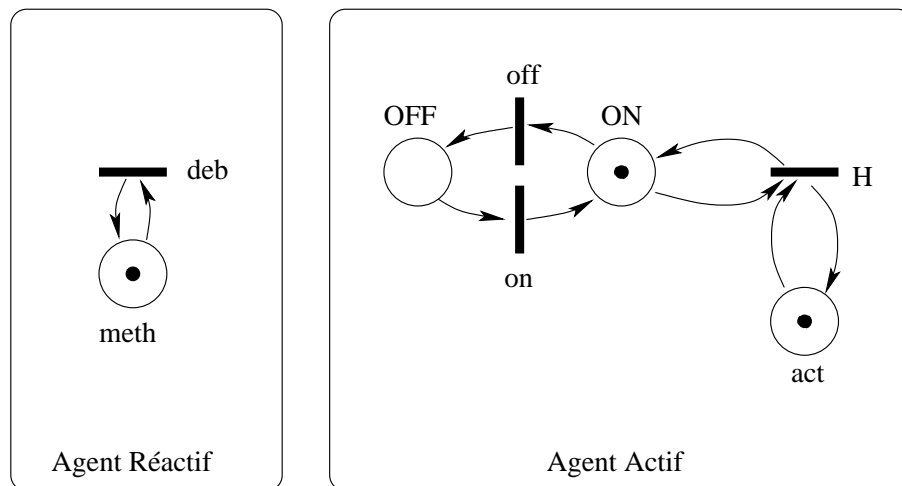 deb
meth
Agent Réactif
off
OFF
ON
H
on
act
Agent Actif